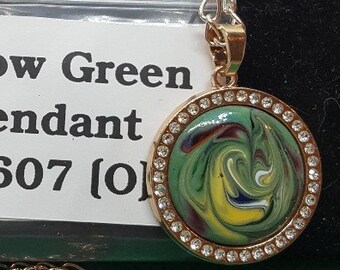 ow Green
endant
607 (O)